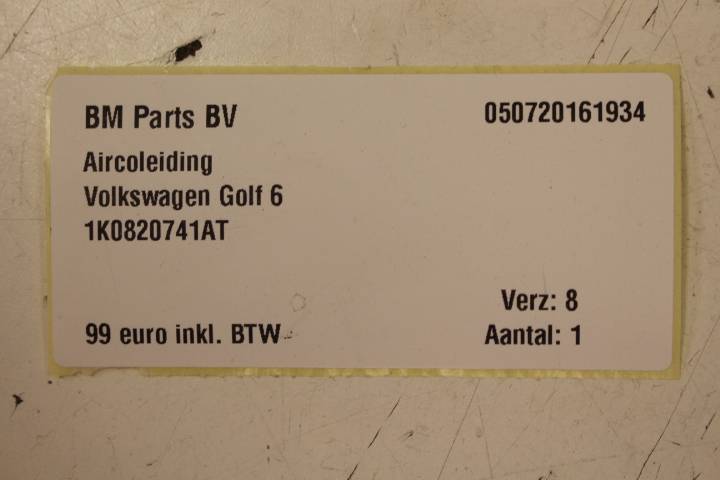 BM Parts BV 050720161934
Aircoleiding
Volkswagen Golf 6
1K0820741AT
Verz: 8
99 euro inkl. BTW Aantal: 1